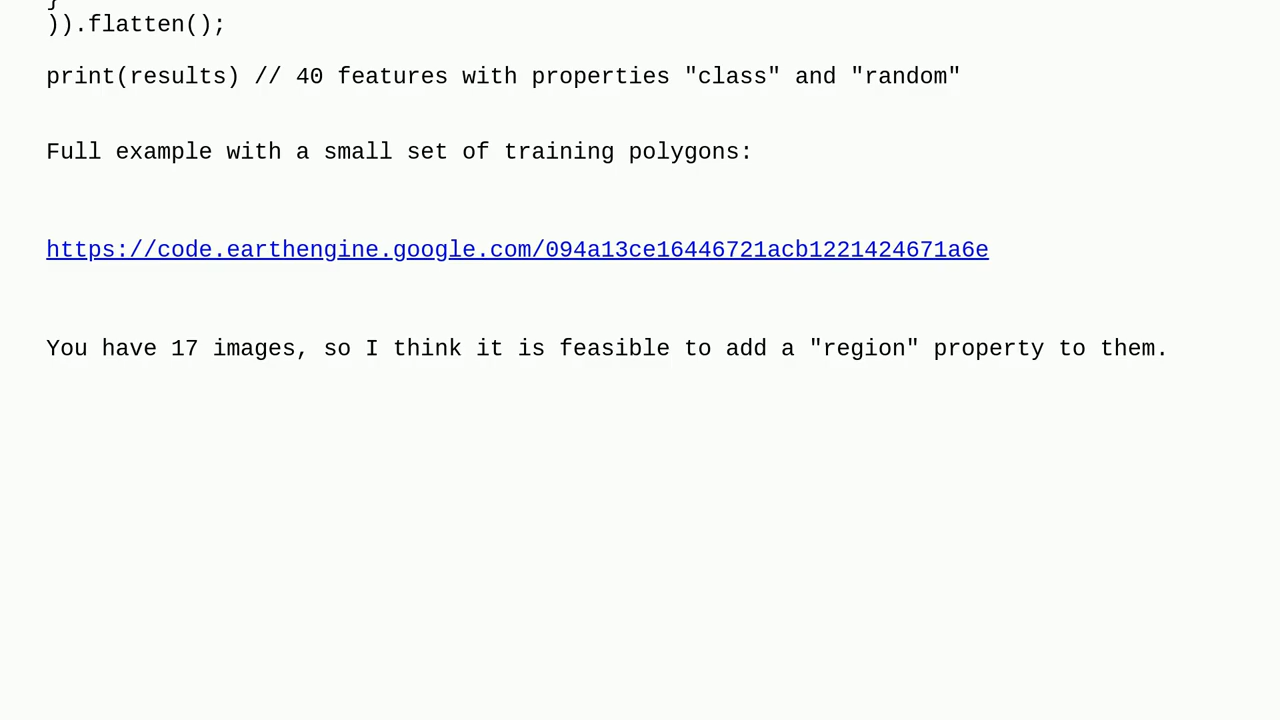 }
)).flatten();
print(results) // 40 features with properties "class" and "random"
Full example with a small set of training polygons:
https://code.earthengine.google.com/094a13ce16446721acb1221424671a6e
You have 17 images, so I think it is feasible to add a "region" property to them.